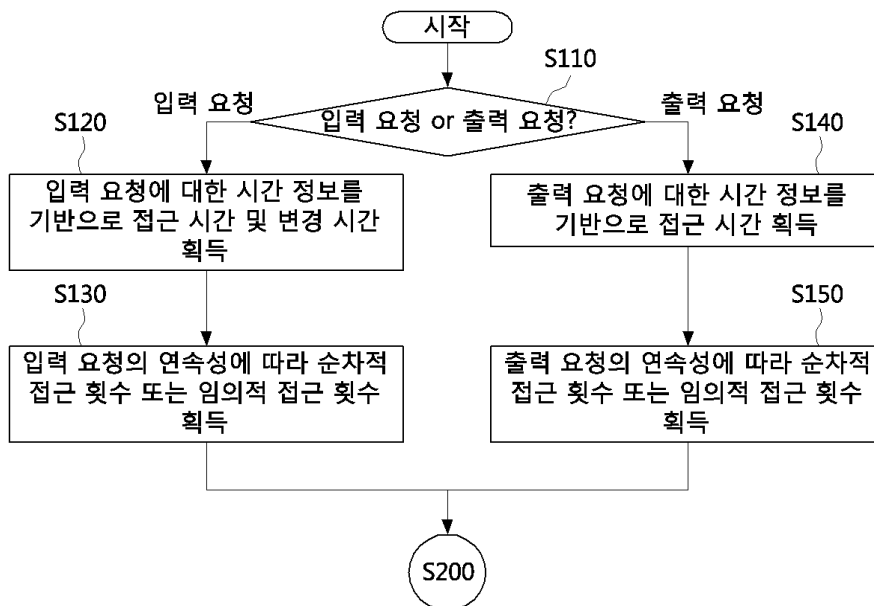 시작
S110
입력 요청
입력 요청 or 출력 요청?
출력 요청
S120
입력 요청에 대한 시간 정보를
기반으로 접근 시간 및 변경 시간
획득
S140
출력 요청에 대한 시간 정보를
기반으로 접근 시간 획득
S130
입력 요청의 연속성에 따라 순차적
접근 횟수 또는 임의적 접근 횟수
획득
S150
출력 요청의 연속성에 따라 순차적
접근 횟수 또는 임의적 접근 횟수
획득
S200